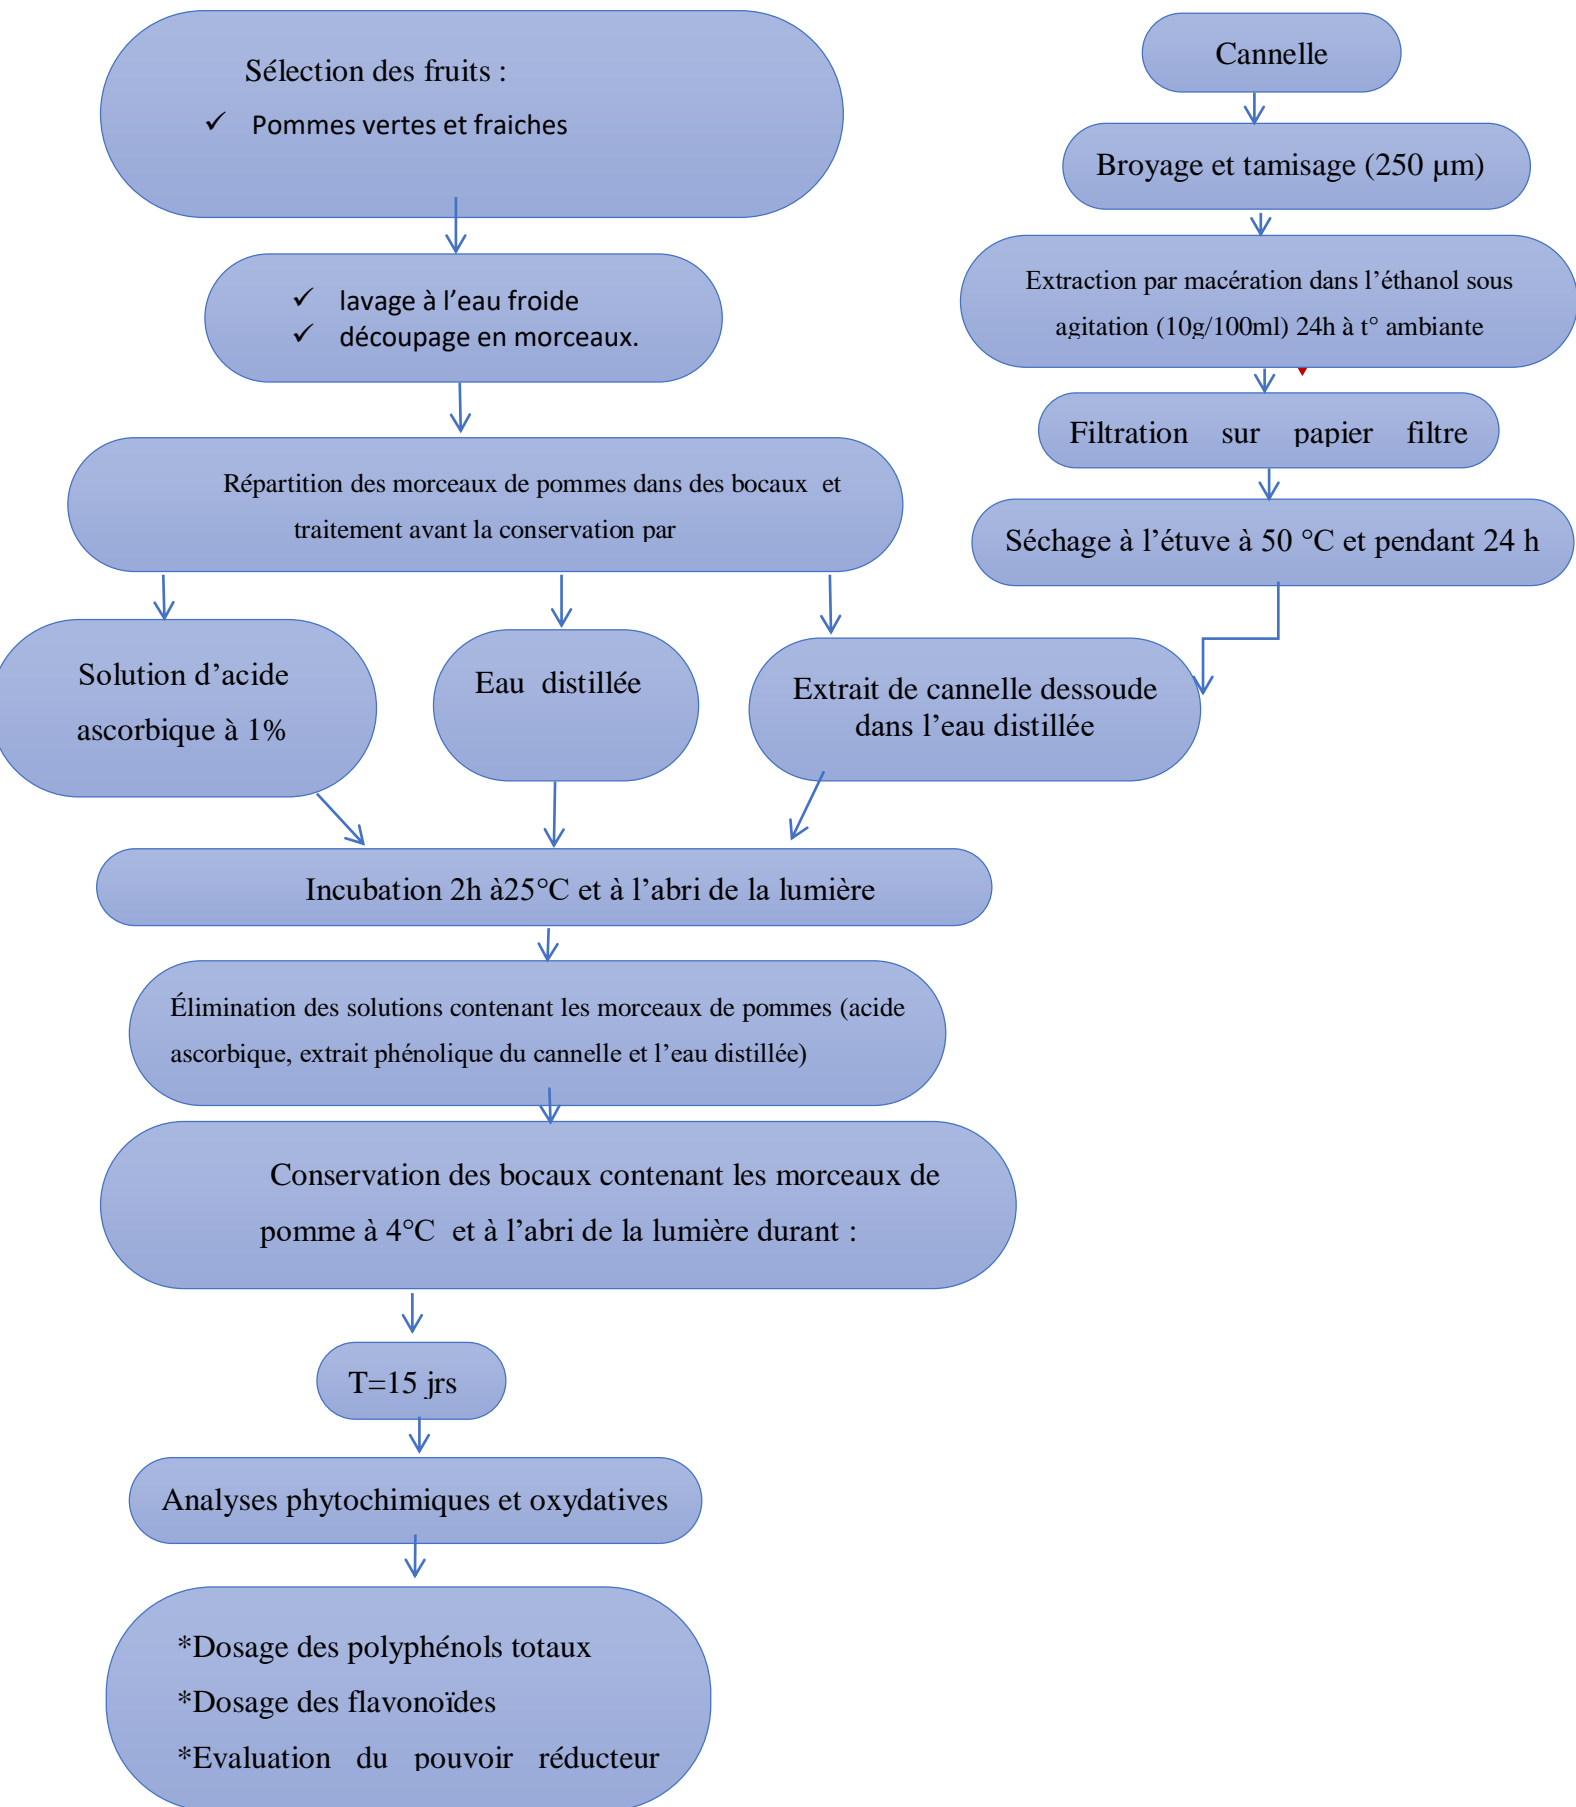 Sélection des fruits :
✓ Pommes vertes et fraiches
✓ lavage à l’eau froide
✓ découpage en morceaux.
Répartition des morceaux de pommes dans des bocaux et
traitement avant la conservation par
Cannelle
Broyage et tamisage (250 µm)
Extraction par macération dans l’éthanol sous
agitation (10g/100ml) 24h à t° ambiante
Filtration sur papier filtre
Séchage à l’étuve à 50 °C et pendant 24 h
Solution d’acide
ascorbique à 1%
Eau distillée
Extrait de cannelle dessoude
dans l’eau distillée
Incubation 2h à25°C et à l’abri de la lumière
Élimination des solutions contenant les morceaux de pommes (acide
ascorbique, extrait phénolique du cannelle et l’eau distillée)
Conservation des bocaux contenant les morceaux de
pomme à 4°C et à l’abri de la lumière durant :
T=15 jrs
Analyses phytochimiques et oxydatives
*Dosage des polyphénols totaux
*Dosage des flavonoïdes
*Evaluation du pouvoir réducteur